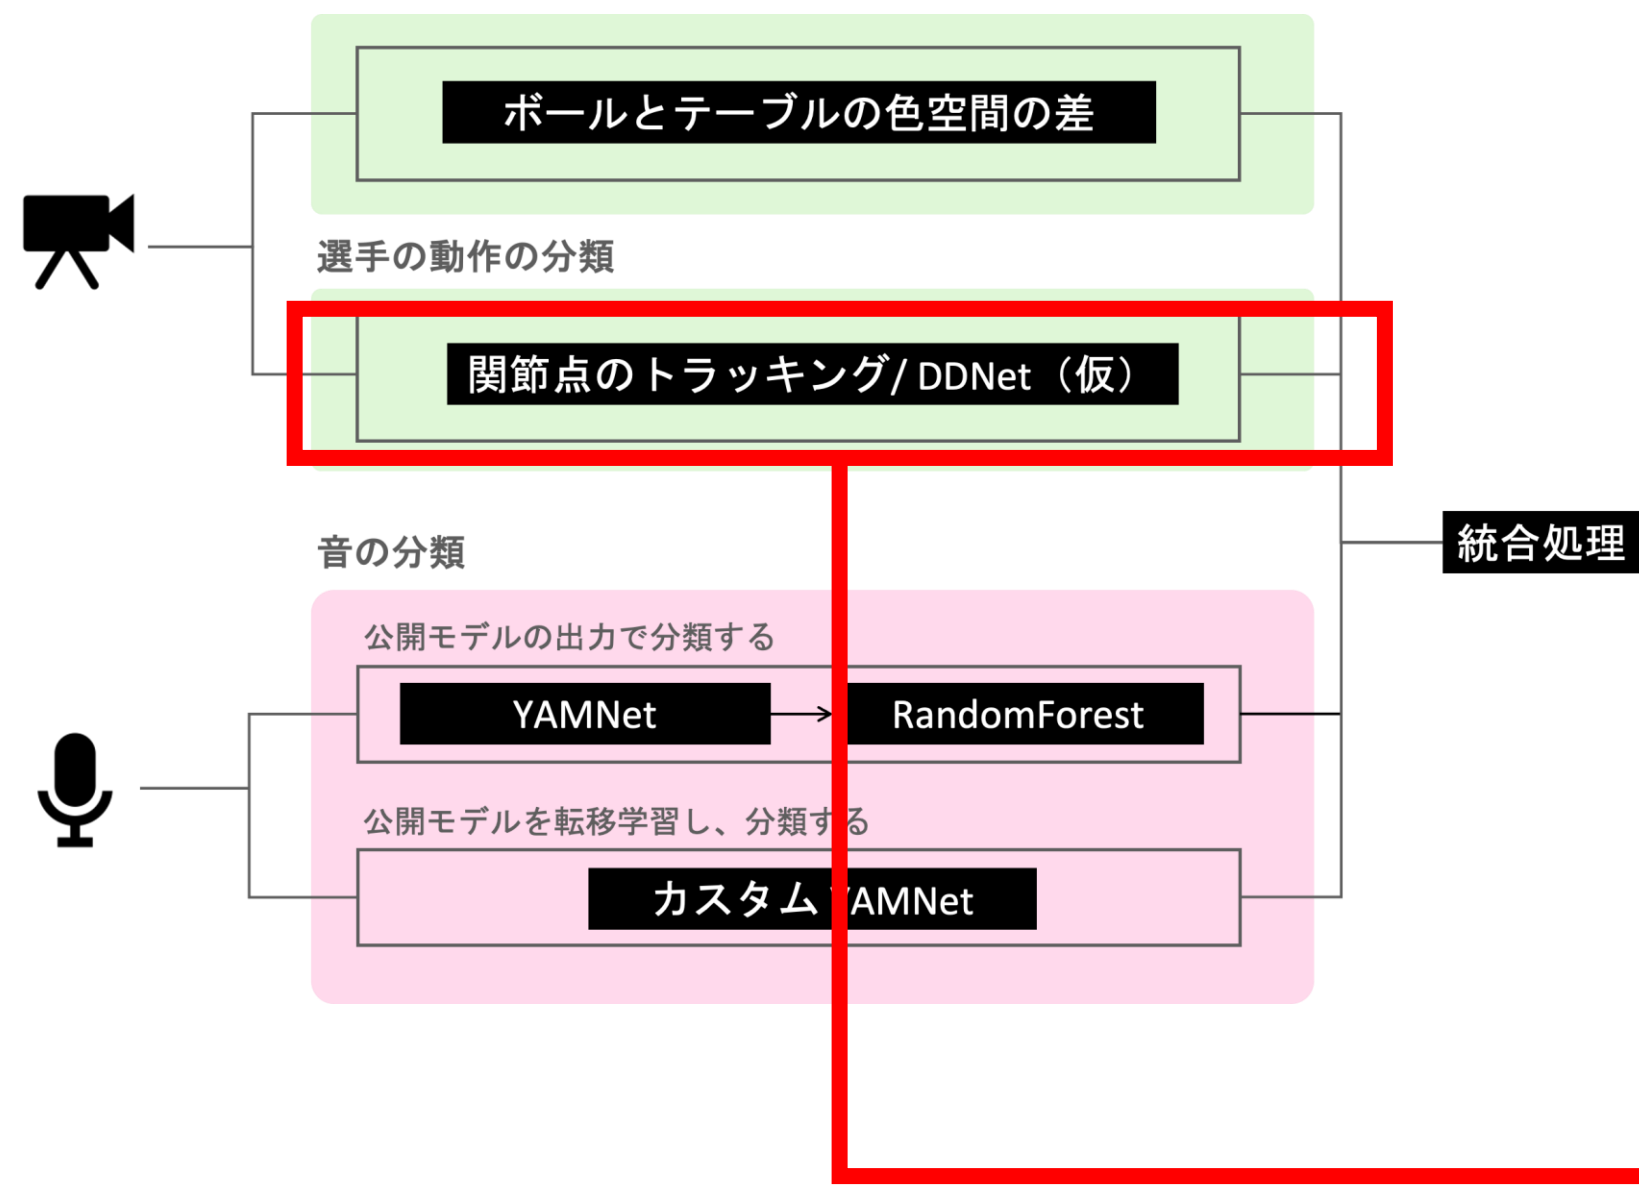 ボールとテーブルの色空間の差
選手の動作の分類
関節点のトラッキング/ DDNet（仮）
統合処理
音の分類
公開モデルの出力で分類する
YAMNet
RandomForest
公開モデルを転移学習し、分類する
カスタム YAMNet